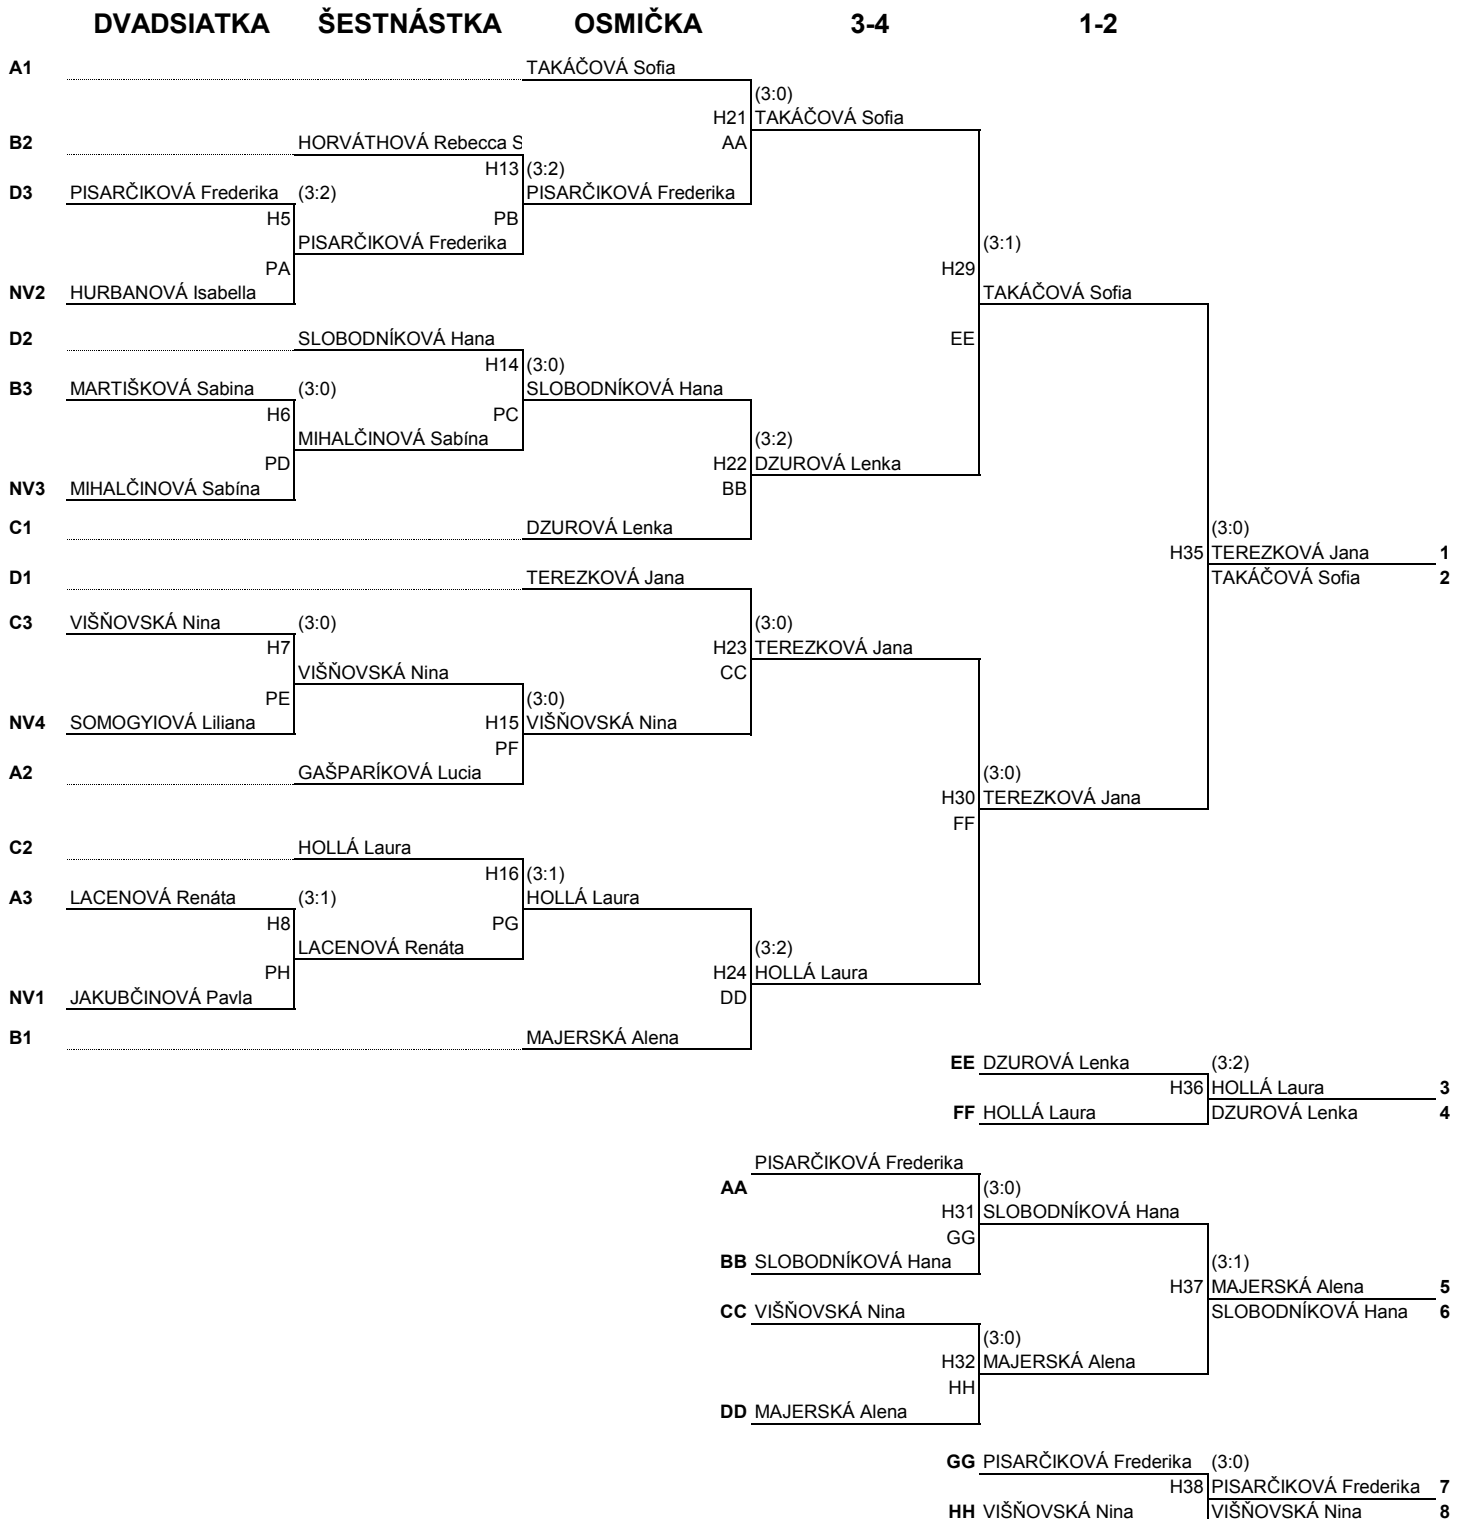 DVADSIATKA ŠESTNÁSTKA OSMIČKA 3-4 1-2
A1 TAKÁČOVÁ Sofia
(3:0)
H21 TAKÁČOVÁ Sofia
B2 HORVÁTHOVÁ Rebecca S AA
H13 (3:2)
D3 PISARČIKOVÁ Frederika (3:2) PISARČIKOVÁ Frederika
H5 PB
PISARČIKOVÁ Frederika (3:1)
PA H29
NV2 HURBANOVÁ Isabella TAKÁČOVÁ Sofia
D2 SLOBODNÍKOVÁ Hana EE
H14 (3:0)
B3 MARTIŠKOVÁ Sabina (3:0) SLOBODNÍKOVÁ Hana
H6 PC
MIHALČINOVÁ Sabína (3:2)
PD H22 DZUROVÁ Lenka
NV3 MIHALČINOVÁ Sabína BB
C1 DZUROVÁ Lenka (3:0)
H35 TEREZKOVÁ Jana 1
D1 TEREZKOVÁ Jana TAKÁČOVÁ Sofia 2
C3 VIŠŇOVSKÁ Nina (3:0) (3:0)
H7 H23 TEREZKOVÁ Jana
VIŠŇOVSKÁ Nina CC
PE (3:0)
NV4 SOMOGYIOVÁ Liliana H15 VIŠŇOVSKÁ Nina
PF
A2 GAŠPARÍKOVÁ Lucia (3:0)
H30 TEREZKOVÁ Jana
FF
C2 HOLLÁ Laura
H16 (3:1)
A3 LACENOVÁ Renáta (3:1) HOLLÁ Laura
H8 PG
LACENOVÁ Renáta (3:2)
PH H24 HOLLÁ Laura
NV1 JAKUBČINOVÁ Pavla DD
B1 MAJERSKÁ Alena
EE DZUROVÁ Lenka (3:2)
H36 HOLLÁ Laura 3
FF HOLLÁ Laura DZUROVÁ Lenka 4
PISARČIKOVÁ Frederika
AA (3:0)
H31 SLOBODNÍKOVÁ Hana
GG
BB SLOBODNÍKOVÁ Hana (3:1)
H37 MAJERSKÁ Alena 5
CC VIŠŇOVSKÁ Nina SLOBODNÍKOVÁ Hana 6
(3:0)
H32 MAJERSKÁ Alena
HH
DD MAJERSKÁ Alena
GG PISARČIKOVÁ Frederika (3:0)
H38 PISARČIKOVÁ Frederika 7
HH VIŠŇOVSKÁ Nina VIŠŇOVSKÁ Nina 8